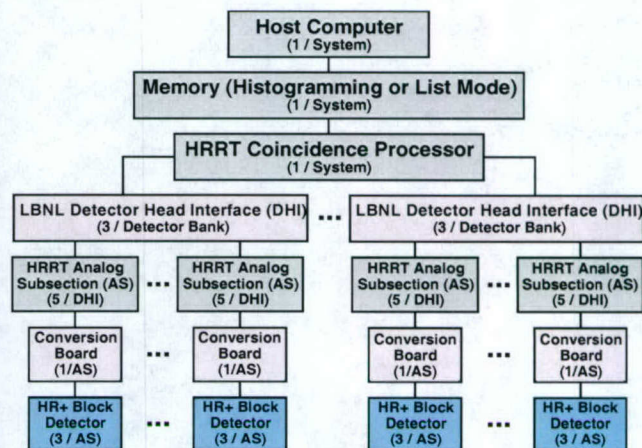 Host Computer
(1 / System)
Memory (Histogramming or List Mode)
(1 / System)
HRRT Coincidence Processor
(1 / System)
LBNL Detector Head Interface (DHI)
(3 / Detector Bank)
...
LBNL Detector Head Interface (DHI)
(3 / Detector Bank)
HRRT Analog
Subsection (AS)
(5 / DHI)
...
HRRT Analog
Subsection (AS)
(5 / DHI)
HRRT Analog
Subsection (AS)
(5 / DHI)
...
HRRT Analog
Subsection (AS)
(5 / DHI)
Conversion
Board
(1/AS)
...
Conversion
Board
(1/AS)
Conversion
Board
(1/AS)
...
Conversion
Board
(1/AS)
HR+ Block
Detector
(3 / AS)
...
HR+ Block
Detector
(3 / AS)
HR+ Block
Detector
(3 / AS)
...
HR+ Block
Detector
(3 / AS)